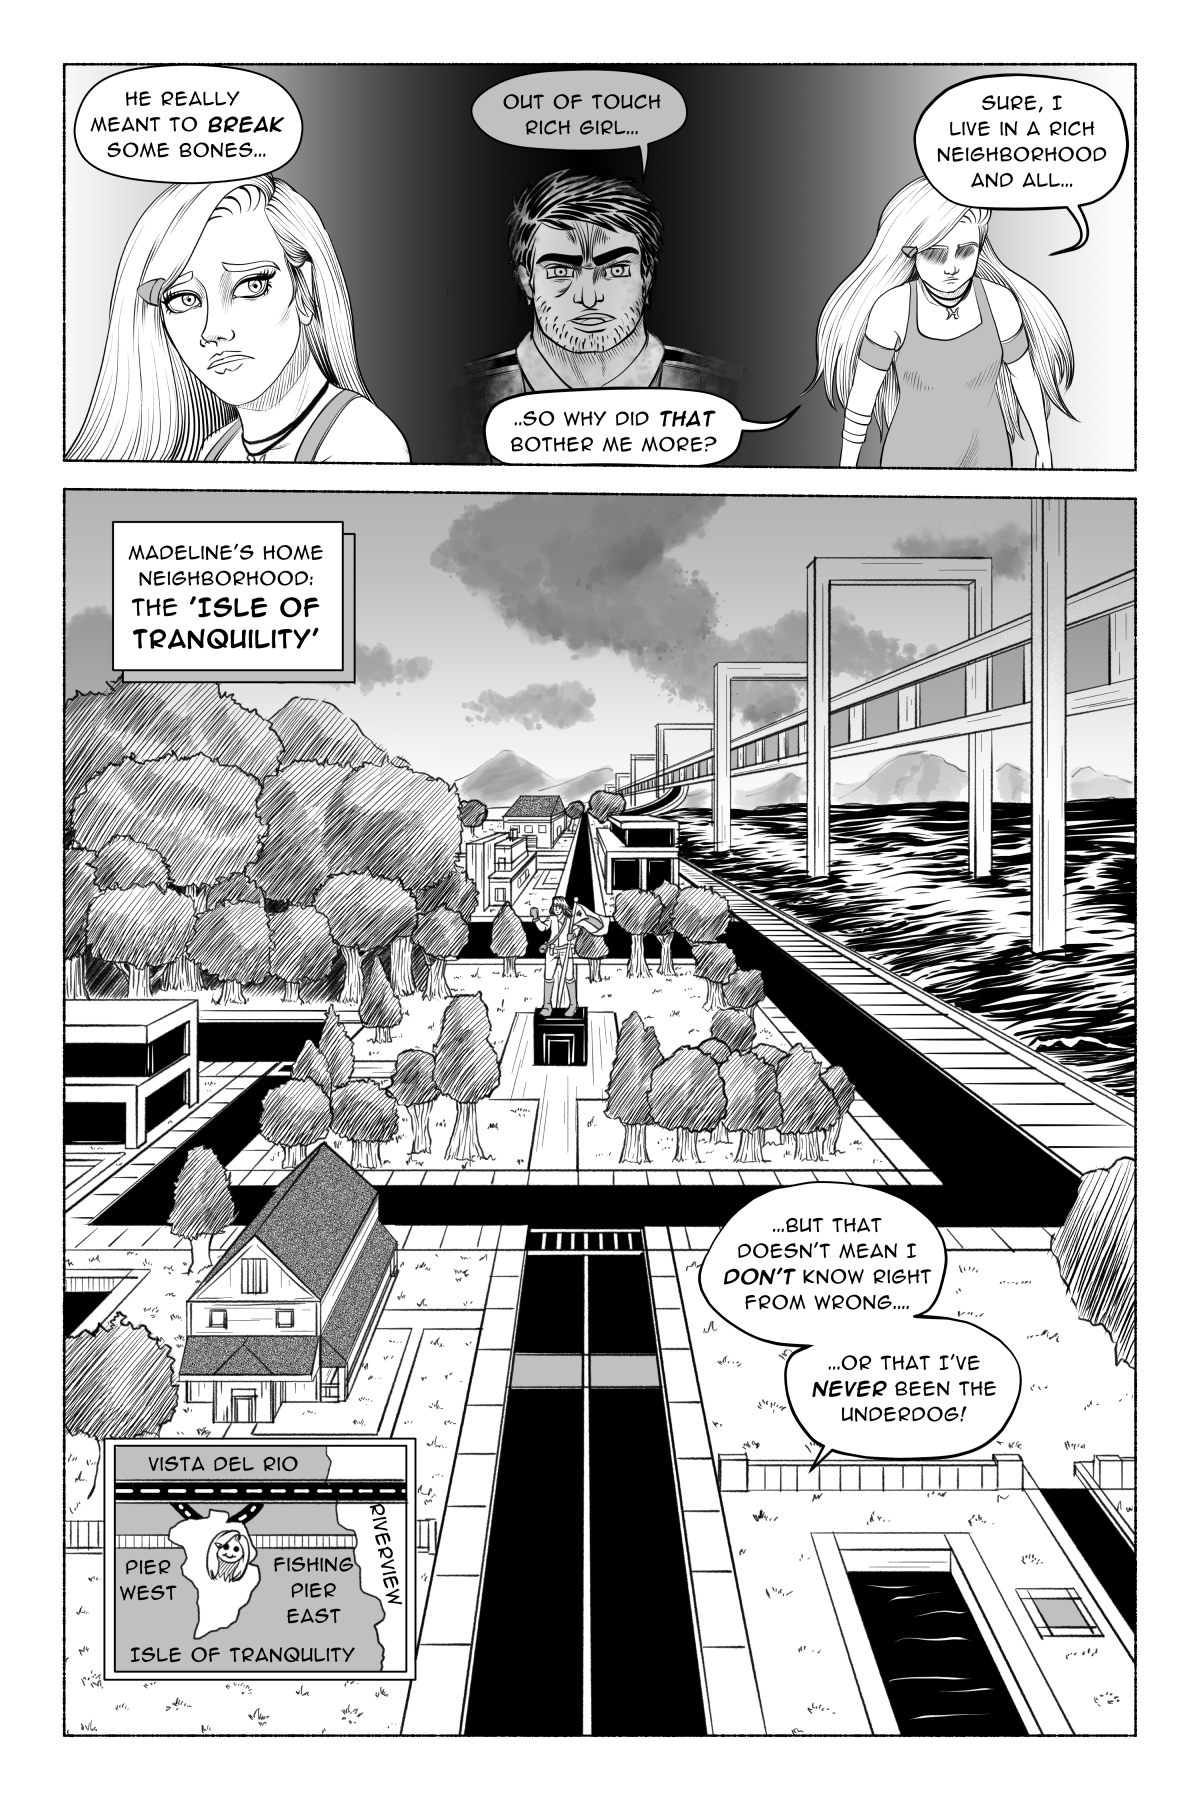 HE REALLY
MEANT TO BREAK
SOME BONES...
OUT OF TOUCH
RICH GIRL...
SURE, I
LIVE IN A RICH
NEIGHBORHOOD
AND ALL...
..SO WHY DID THAT
BOTHER ME MORE?
MADELINE'S HOME
NEIGHBORHOOD:
THE 'ISLE OF
TRANQUILITY'
...BUT THAT
DOESN'T MEAN I
DON'T KNOW RIGHT
FROM WRONG....
...OR THAT I'VE
NEVER BEEN THE
UNDERDOG!
VISTA DEL RIO
RIVERVIEW
PIER
WEST
FISHING
PIER
EAST
ISLE OF TRANQULITY